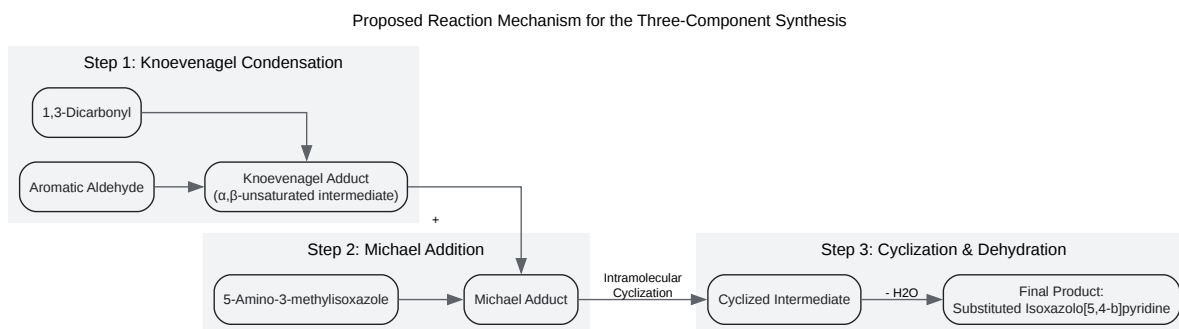 Proposed Reaction Mechanism for the Three-Component Synthesis
Step 1: Knoevenagel Condensation
1,3-Dicarbonyl
Aromatic Aldehyde
Knoevenagel Adduct
(α,β-unsaturated intermediate)
+
Step 2: Michael Addition
5-Amino-3-methylisoxazole
Michael Adduct
Intramolecular
Cyclization
Step 3: Cyclization & Dehydration
Cyclized Intermediate
- H2O
Final Product:
Substituted Isoxazolo[5,4-b]pyridine